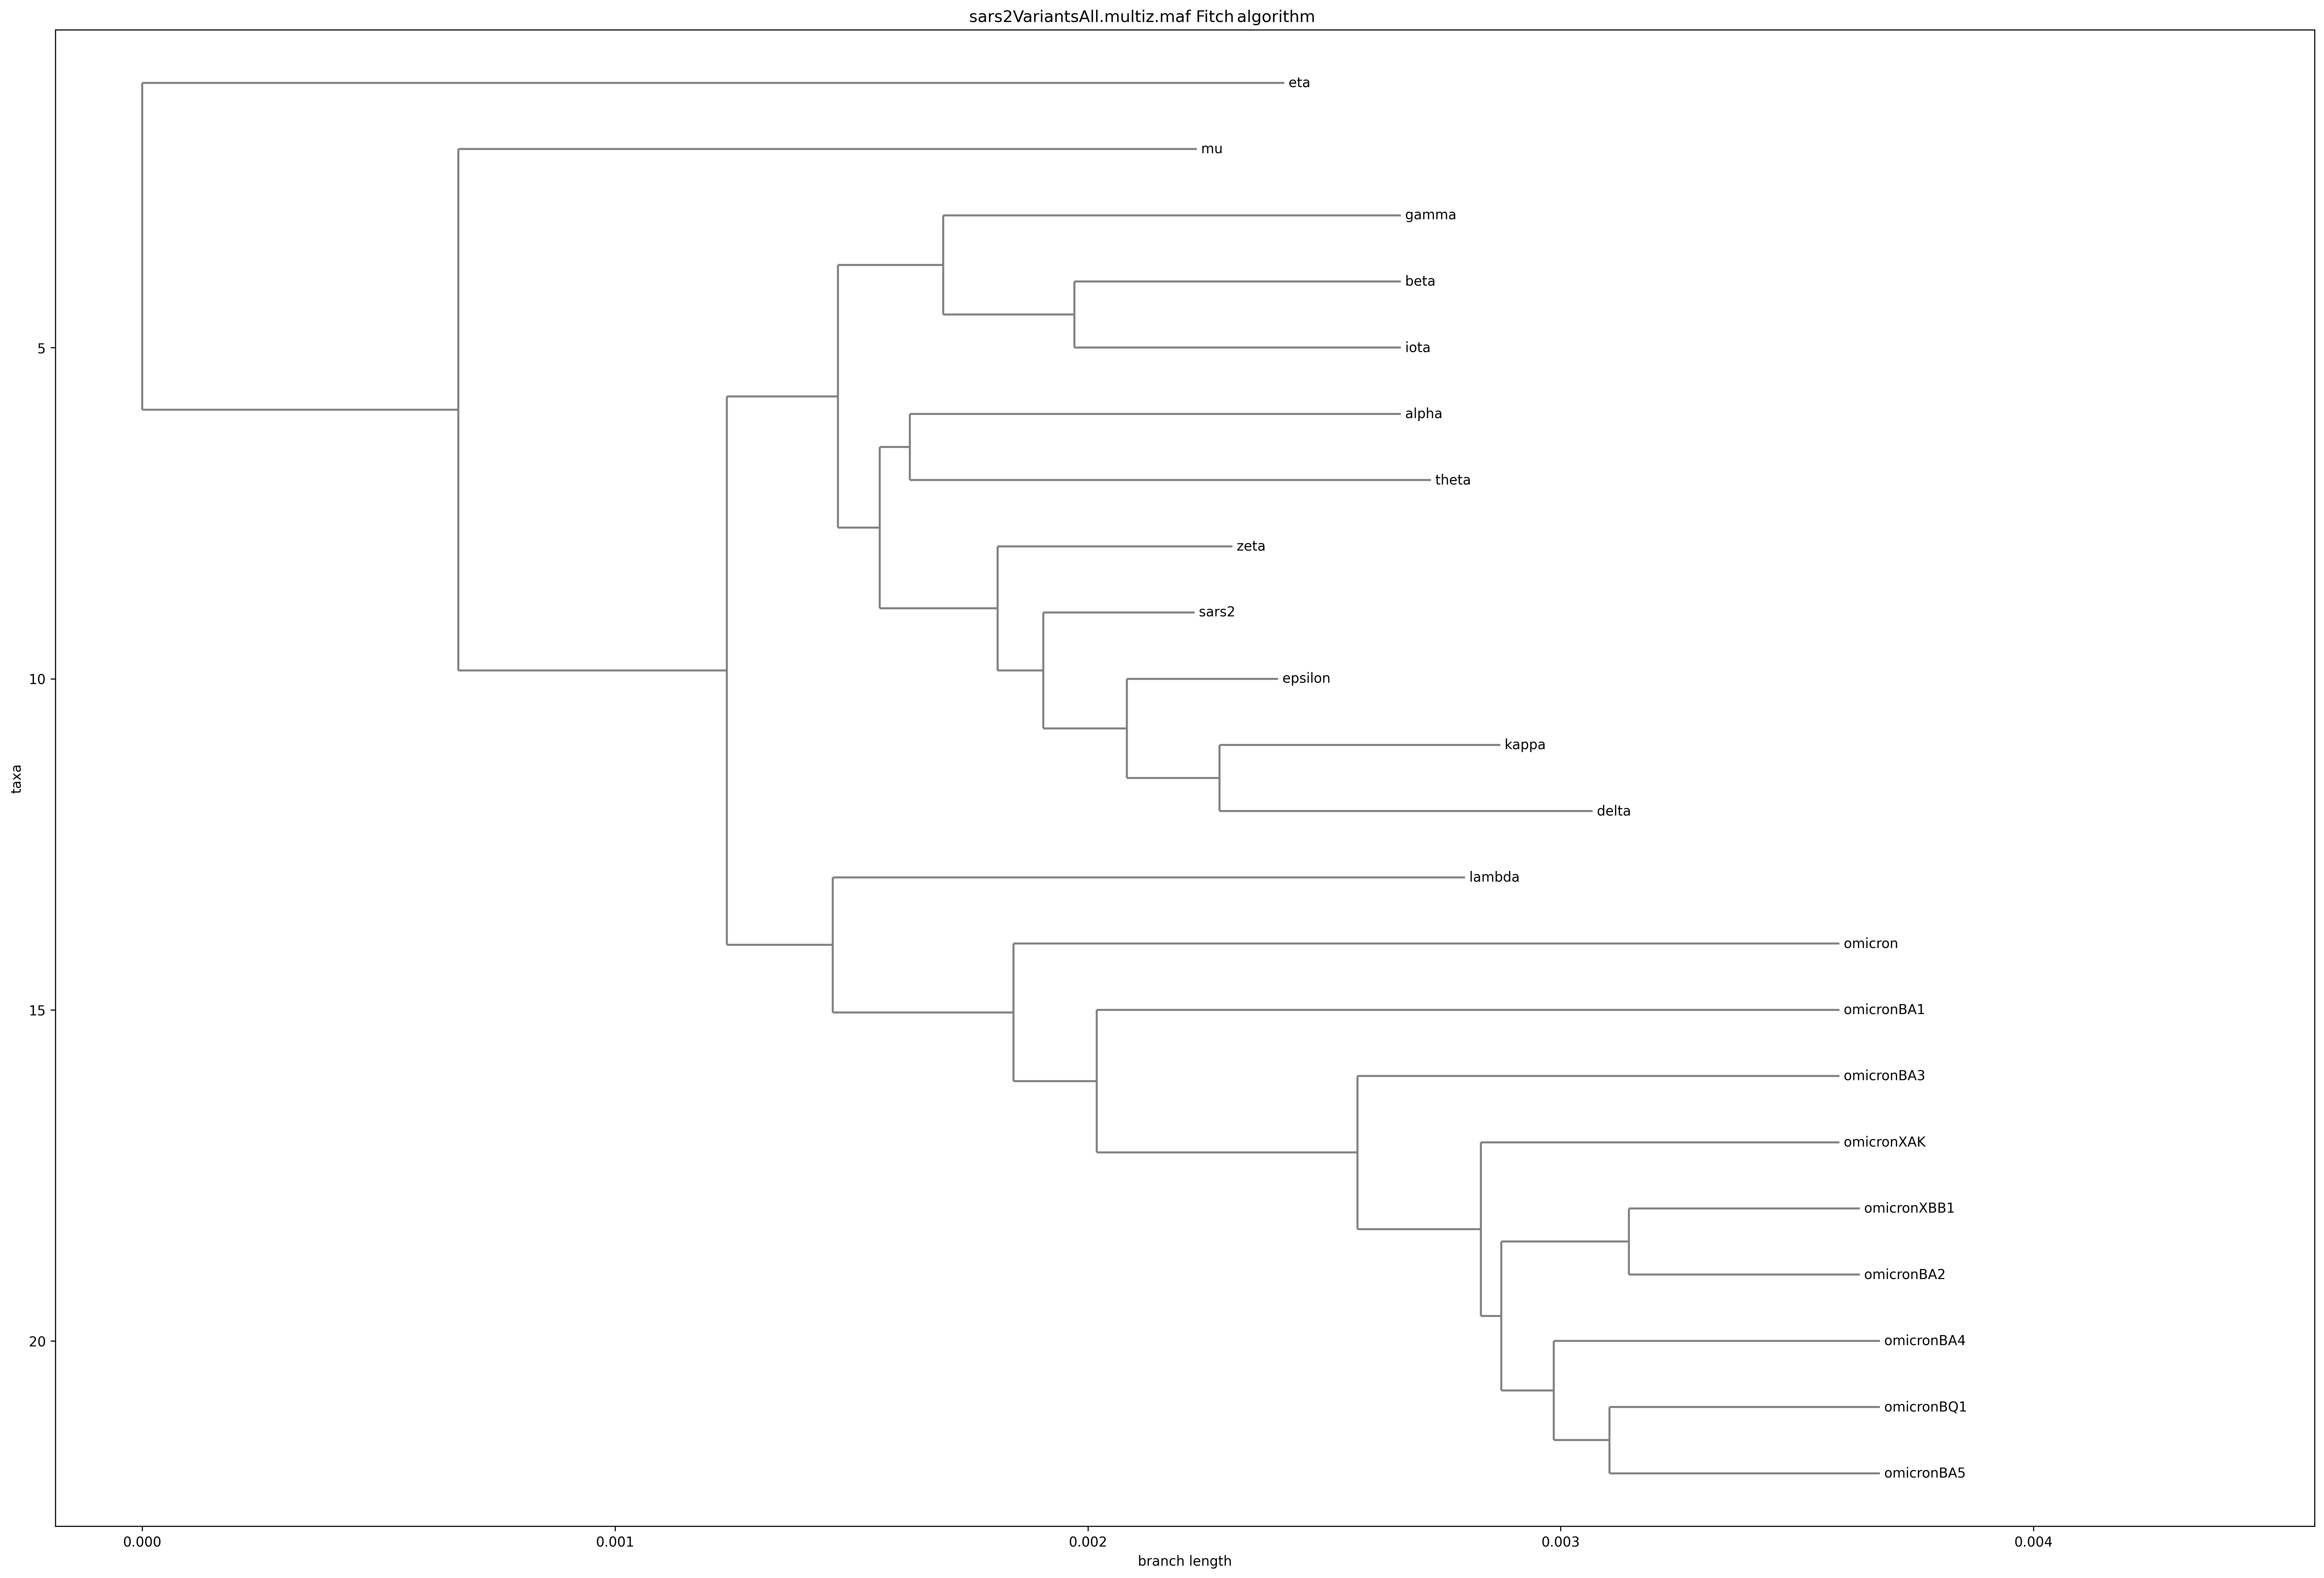 sars2VariantsAll.multiz.maf Fitch algorithm
eta
mu
gamma
beta
5
iota
alpha
theta
zeta
sars2
10
epsilon
kappa
taxa
delta
lambda
omicron
15
omicronBA1
omicronBA3
omicronXAK
omicronXBB1
omicronBA2
20
omicronBA4
omicronBQ1
omicronBA5
0.000 0.001 0.002 0.003 0.004
branch length